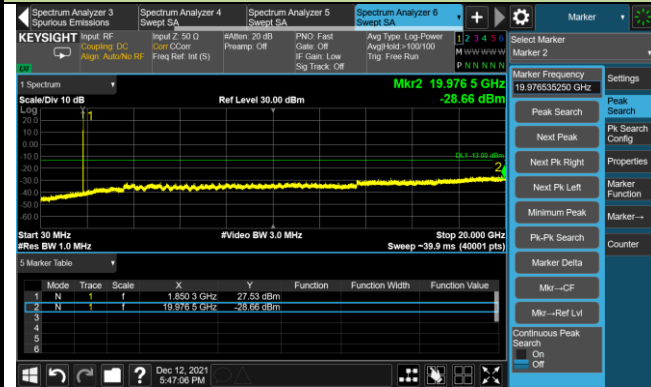 Spectrum Analyzer 3
Spurious Emissions
Spectrum Analyzer 4
Swept SA
Spectrum Analyzer 5
Swept SA
Spectrum Analyzer 6
Swept SA
Marker
KEYSIGHT
Input: RF
Coupling: DC
Align: Auto/No RF
Input Z: 50 Ω
Corr CCorr
Freq Ref: Int (S)
#Atten: 20 dB
Preamp: Off
PNO: Fast
Gate: Off
IF Gain: Low
Sig Track: Off
Avg Type: Log-Power
Avg|Hold:>100/100
Trig: Free Run
1 2 3 4 5 6
M W W W W W
P N N N N N
Select Marker
Marker 2
1 Spectrum
Mkr2 19.976 5 GHz
Scale/Div 10 dB
Ref Level 30.00 dBm
-28.66 dBm
Log
20.0
10.0
0.00
-10.0
-20.0
-30.0
-40.0
-50.0
-60.0
1
DL1 -13.00 dBm
2
Start 30 MHz
#Video BW 3.0 MHz
Stop 20.000 GHz
#Res BW 1.0 MHz
Sweep ~39.9 ms (40001 pts)
5 Marker Table
Mode Trace Scale X Y Function Function Width Function Value
1 N 1 f 1.850 3 GHz 27.53 dBm
2 N 1 f 19.976 5 GHz -28.66 dBm
3
4
5
6
Marker Frequency
19.976535250 GHz
Peak Search
Next Peak
Next Pk Right
Next Pk Left
Minimum Peak
Pk-Pk Search
Marker Delta
Mkr→CF
Mkr→Ref Lvl
Continuous Peak
Search
On
Off
Settings
Peak
Search
Pk Search
Config
Properties
Marker
Function
Marker→
Counter
?
Dec 12, 2021
5:47:06 PM